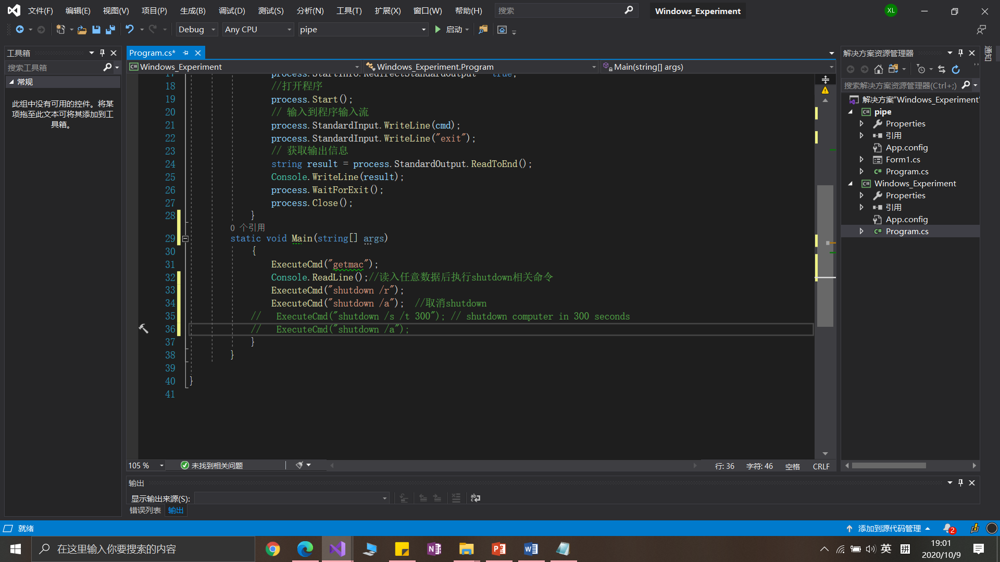 文件(F) 编辑(E) 视图(V) 项目(P) 生成(B) 调试(D) 测试(S) 分析(N) 工具(T) 扩展(X) 窗口(W) 帮助(H) 搜索 Windows_Experiment XL
Debug Any CPU pipe 启动
工具箱
搜索工具箱
常规
此组中没有可用的控件。将某
项拖至此文本可将其添加到工
具箱。
Program.cs*
Windows_Experiment Windows_Experiment.Program Main(string[] args)
17 process.StartInfo.RedirectStandardOutput = true;
18 //打开程序
19 process.Start();
20 // 输入到程序输入流
21 process.StandardInput.WriteLine(cmd);
22 process.StandardInput.WriteLine("exit");
23 // 获取输出信息
24 string result = process.StandardOutput.ReadToEnd();
25 Console.WriteLine(result);
26 process.WaitForExit();
27 process.Close();
28 }
0 个引用
29 static void Main(string[] args)
30 {
31 ExecuteCmd("getmac");
32 Console.ReadLine();//读入任意数据后执行shutdown相关命令
33 ExecuteCmd("shutdown /r");
34 ExecuteCmd("shutdown /a"); //取消shutdown
35 // ExecuteCmd("shutdown /s /t 300"); // shutdown computer in 300 seconds
36 // ExecuteCmd("shutdown /a");
37 }
38 }
39
40 }
41
105 % 未找到相关问题 行: 36 字符: 46 空格 CRLF
输出
显示输出来源(S):
错误列表 输出
解决方案资源管理器
搜索解决方案资源管理器(Ctrl+;)
解决方案"Windows_Experiment"
pipe
Properties
引用
App.config
Form1.cs
Program.cs
Windows_Experiment
Properties
引用
App.config
Program.cs
通知
就绪 添加到源代码管理 2
在这里输入你要搜索的内容 英 拼 19:01
2020/10/9